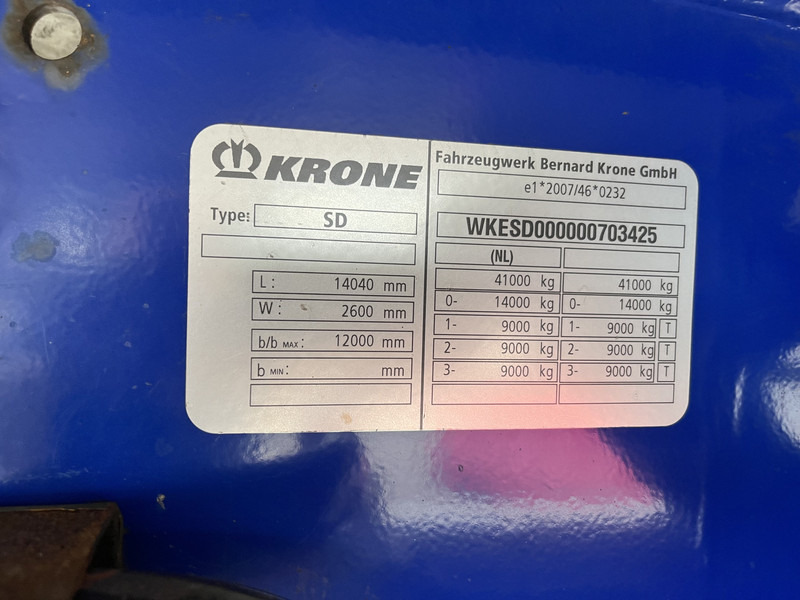 KRONE
Type: SD
L: 14040 mm
W: 2600 mm
b/b MAX: 12000 mm
b MIN: mm
Fahrzeugwerk Bernard Krone GmbH
e1*2007/46*0232
WKESD000000703425
(NL)
41000 kg 41000 kg
0- 14000 kg 0- 14000 kg
1- 9000 kg 1- 9000 kg T
2- 9000 kg 2- 9000 kg T
3- 9000 kg 3- 9000 kg T